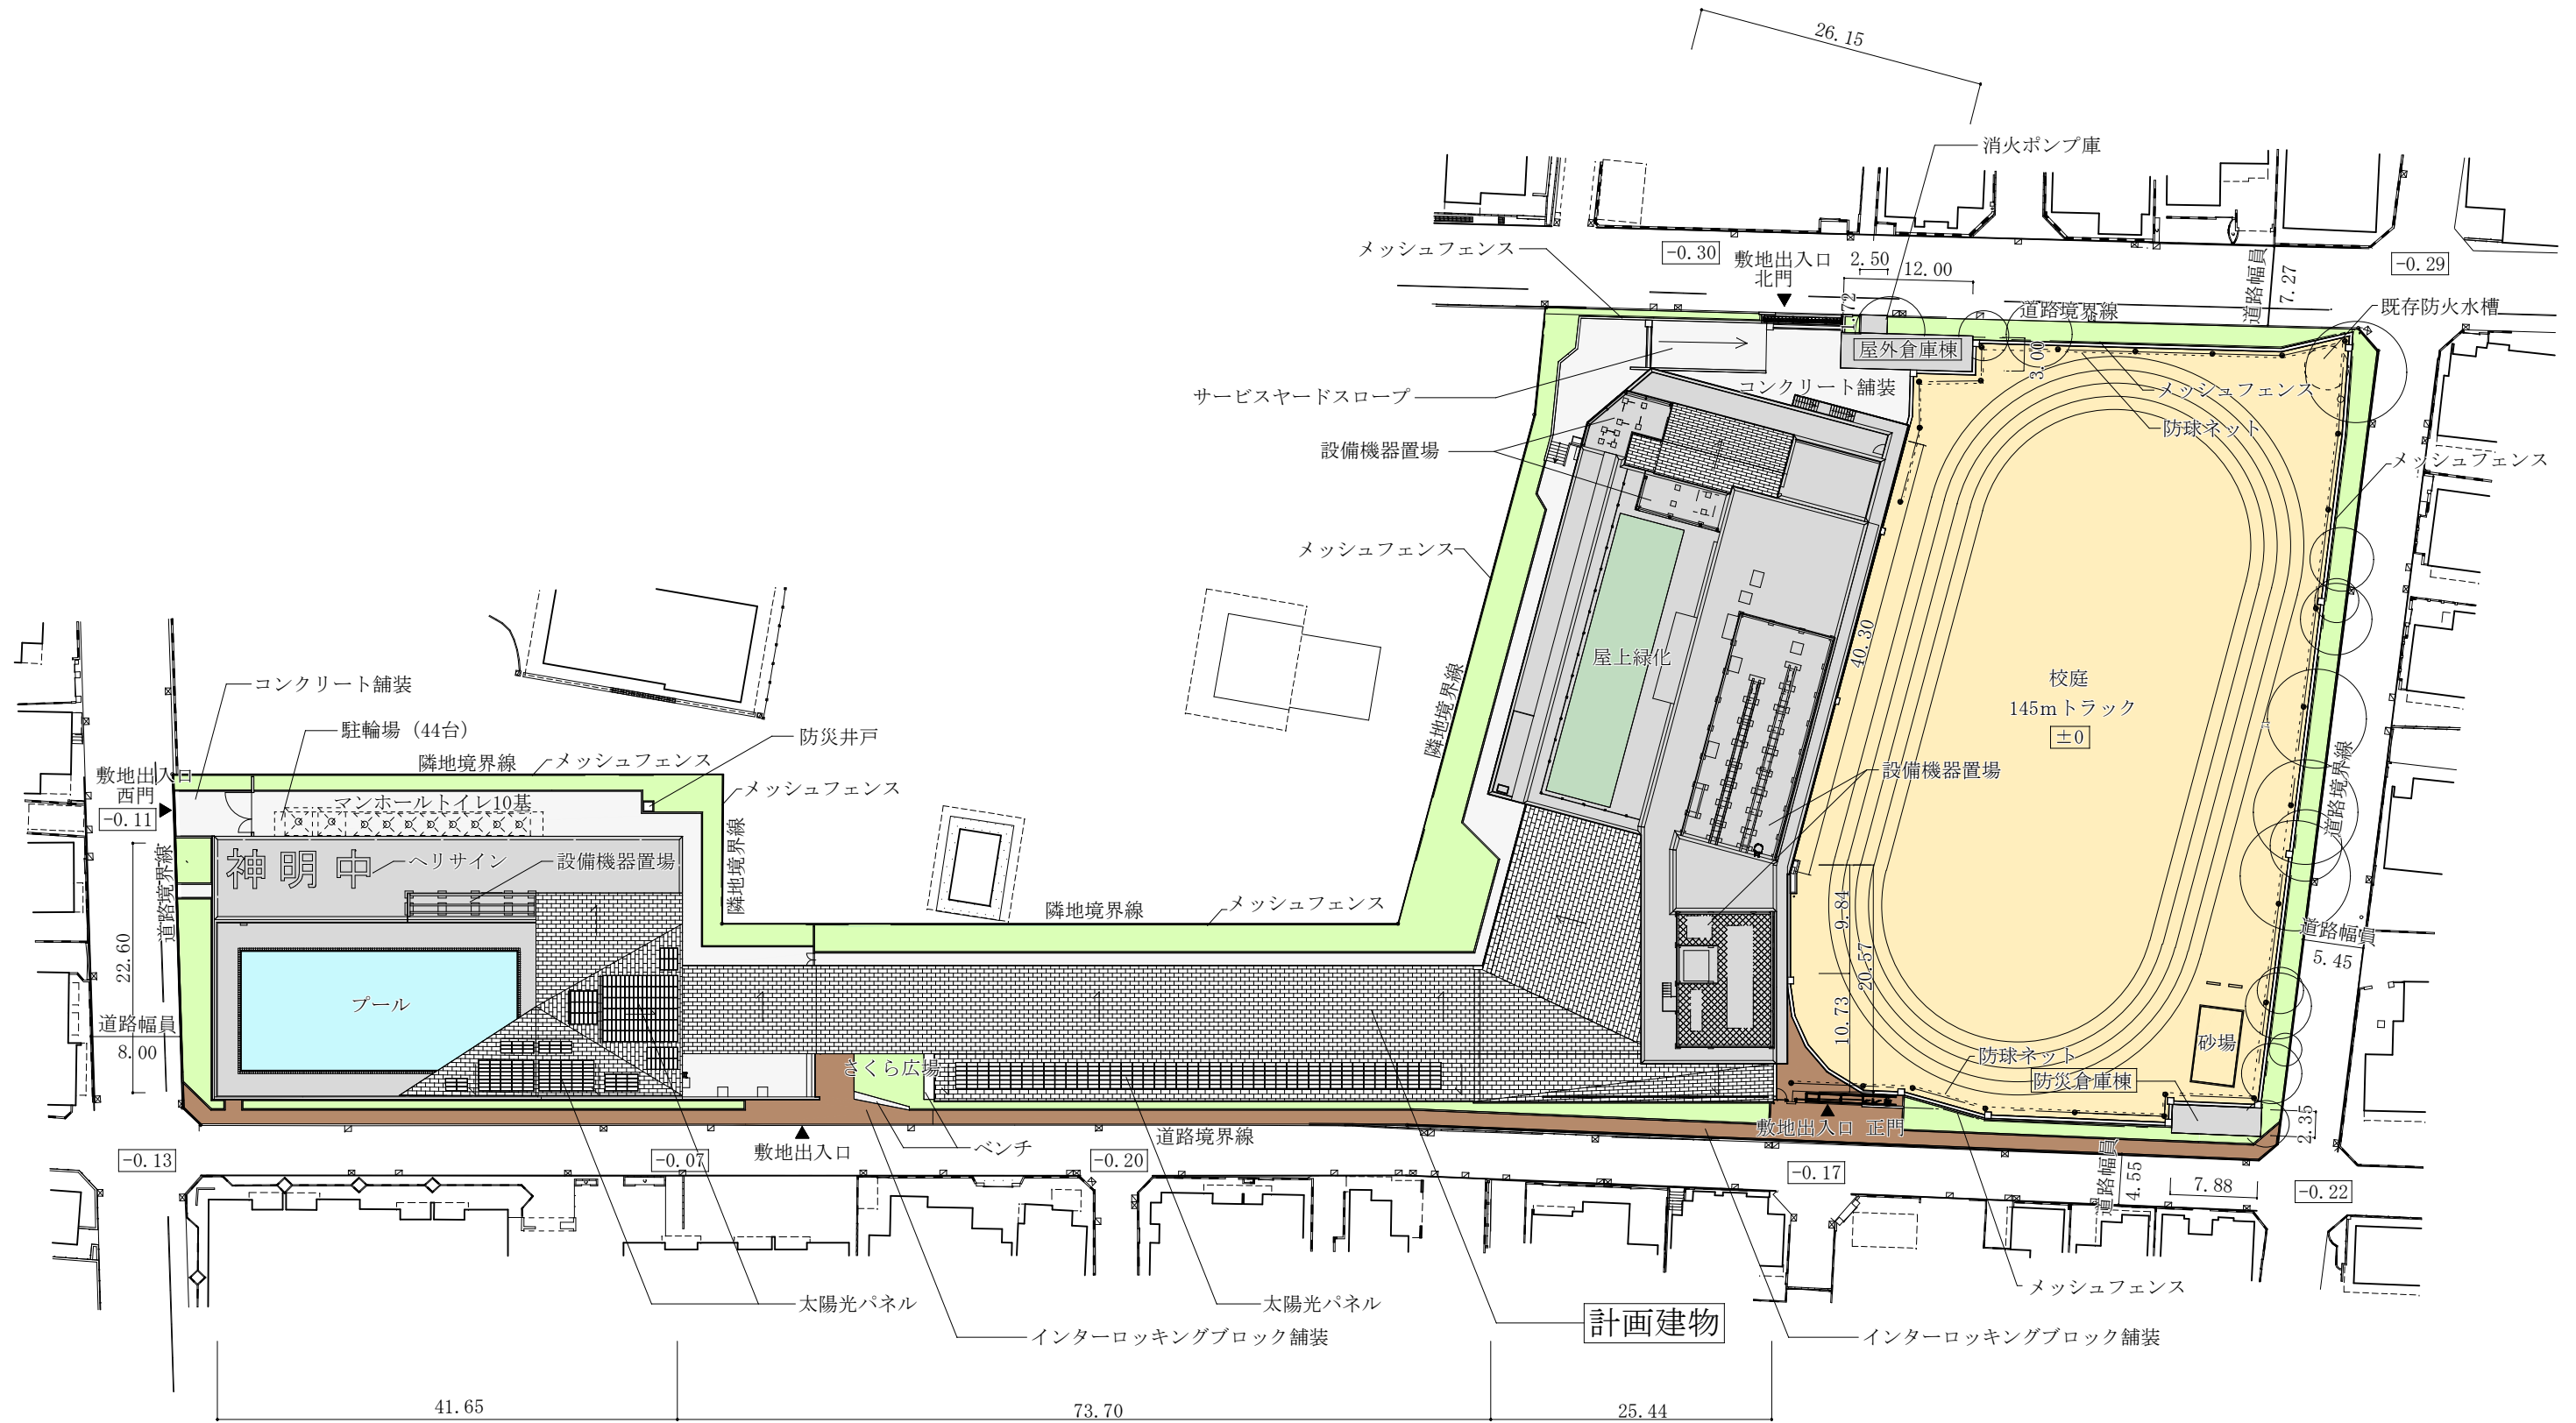 26.15
消火ポンプ庫
メッシュフェンス
-0.30
敷地出入口
北門
2.50
12.00
1.72
道路幅員
7.27
-0.29
道路境界線
既存防火水槽
屋外倉庫棟
3.00
コンクリート舗装
サービスヤードスロープ
メッシュフェンス
防球ネット
設備機器置場
メッシュフェンス
メッシュフェンス
40.30
屋上緑化
隣地境界線
校庭
145mトラック
±0
コンクリート舗装
駐輪場（44台）
防災井戸
隣地境界線
メッシュフェンス
設備機器置場
敷地出入口
西門
-0.11
マンホールトイレ10基
メッシュフェンス
道路境界線
神明中
ヘリサイン
設備機器置場
隣地境界線
道路境界線
隣地境界線
メッシュフェンス
9.84
20.57
10.73
道路幅員
5.45
22.60
プール
道路幅員
8.00
砂場
防球ネット
防災倉庫棟
さくら広場
2.35
敷地出入口 正門
道路境界線
敷地出入口
ベンチ
-0.13
-0.07
-0.20
-0.17
道路幅員
4.55
7.88
-0.22
メッシュフェンス
太陽光パネル
太陽光パネル
計画建物
インターロッキングブロック舗装
インターロッキングブロック舗装
41.65
73.70
25.44